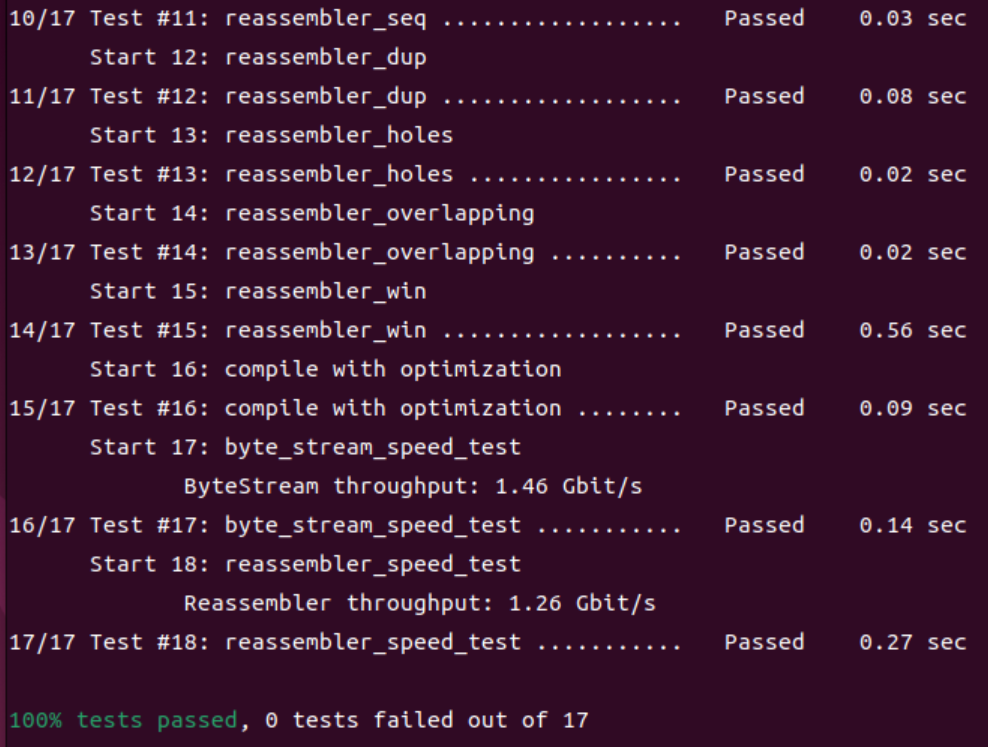 10/17 Test #11: reassembler_seq ..................   Passed    0.03 sec
      Start 12: reassembler_dup
11/17 Test #12: reassembler_dup ..................   Passed    0.08 sec
      Start 13: reassembler_holes
12/17 Test #13: reassembler_holes ................   Passed    0.02 sec
      Start 14: reassembler_overlapping
13/17 Test #14: reassembler_overlapping ..........   Passed    0.02 sec
      Start 15: reassembler_win
14/17 Test #15: reassembler_win ..................   Passed    0.56 sec
      Start 16: compile with optimization
15/17 Test #16: compile with optimization ........   Passed    0.09 sec
      Start 17: byte_stream_speed_test
             ByteStream throughput: 1.46 Gbit/s
16/17 Test #17: byte_stream_speed_test ...........   Passed    0.14 sec
      Start 18: reassembler_speed_test
             Reassembler throughput: 1.26 Gbit/s
17/17 Test #18: reassembler_speed_test ...........   Passed    0.27 sec

100% tests passed, 0 tests failed out of 17